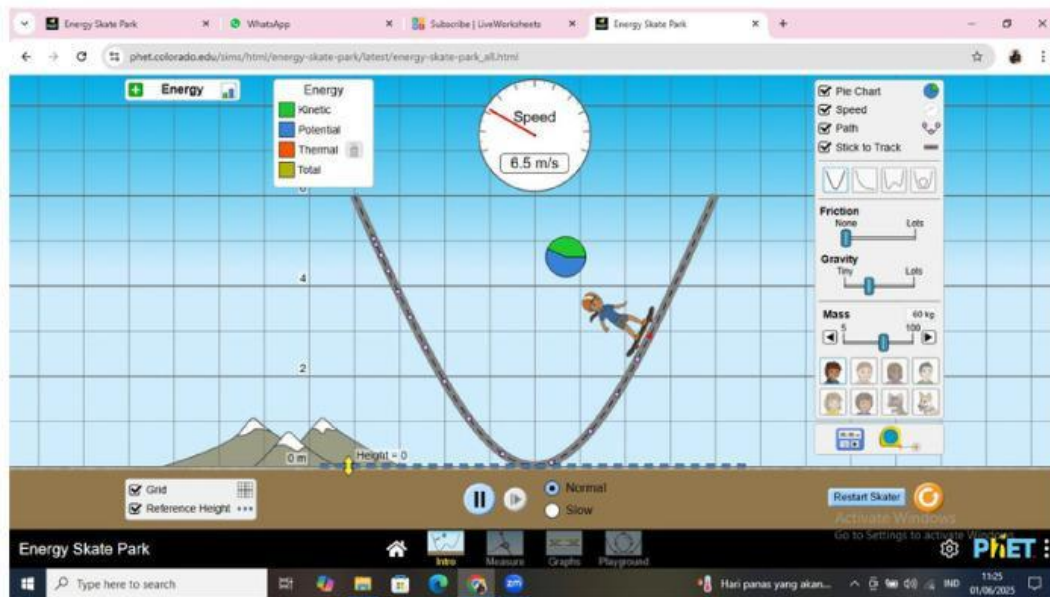 Energy Skate Park
WhatsApp
Subscribe | LiveWorksheets
Energy Skate Park
phet.colorado.edu/sims/html/energy-skate-park/latest/energy-skate-park_all.html
Energy
Energy
Kinetic
Potential
Thermal
Total
Speed
6.5 m/s
Pie Chart
Speed
Path
Stick to Track
Friction
None Lots
Gravity
Tiny Lots
Mass 60 kg
5 100
6
4
2
0 m
Height = 0
Grid
Reference Height
Normal
Slow
Restart Skater
Activate Windows
Go to Settings to activate Windows.
Energy Skate Park
Intro
Measure
Graphs
Playground
PhET
Type here to search
zm
Hari panas yang akan...
IND
11:25
01/06/2025